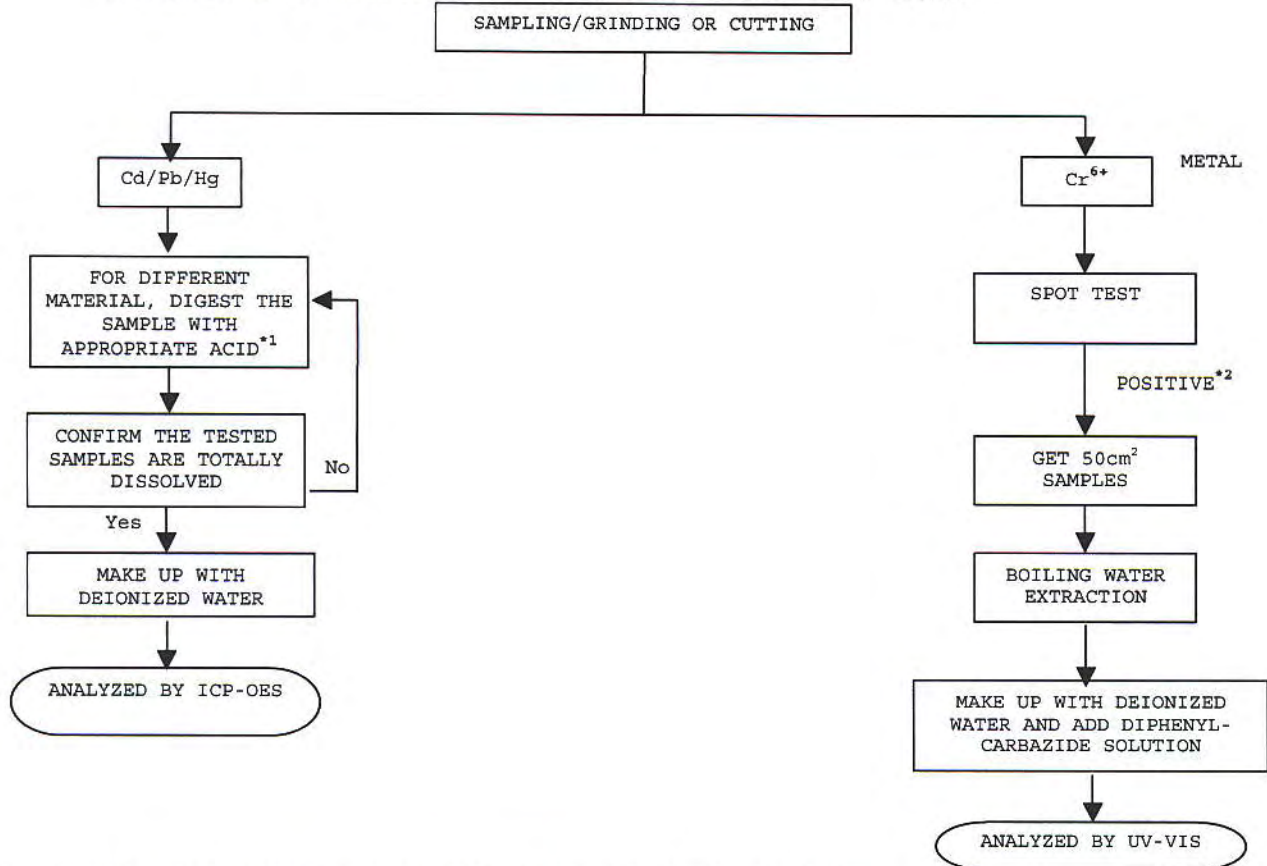 SAMPLING/GRINDING OR CUTTING
Cd/Pb/Hg
FOR DIFFERENT
MATERIAL, DIGEST THE
SAMPLE WITH
APPROPRIATE ACID*1
CONFIRM THE TESTED
SAMPLES ARE TOTALLY
DISSOLVED
No
Yes
MAKE UP WITH
DEIONIZED WATER
ANALYZED BY ICP-OES
Cr6+
METAL
SPOT TEST
POSITIVE*2
GET 50cm2
SAMPLES
BOILING WATER
EXTRACTION
MAKE UP WITH DEIONIZED
WATER AND ADD DIPHENYL-
CARBAZIDE SOLUTION
ANALYZED BY UV-VIS